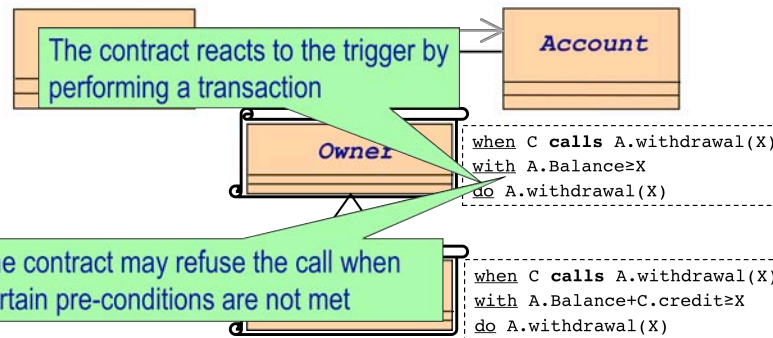 The contract reacts to the trigger by
performing a transaction
Account
Owner
when C calls A.withdrawal(X)
with A.Balance≥X
do A.withdrawal(X)
contract may refuse the call when
pre-conditions are not met
when C calls A.withdrawal(X)
with A.Balance+C.credit≥X
do A.withdrawal(X)